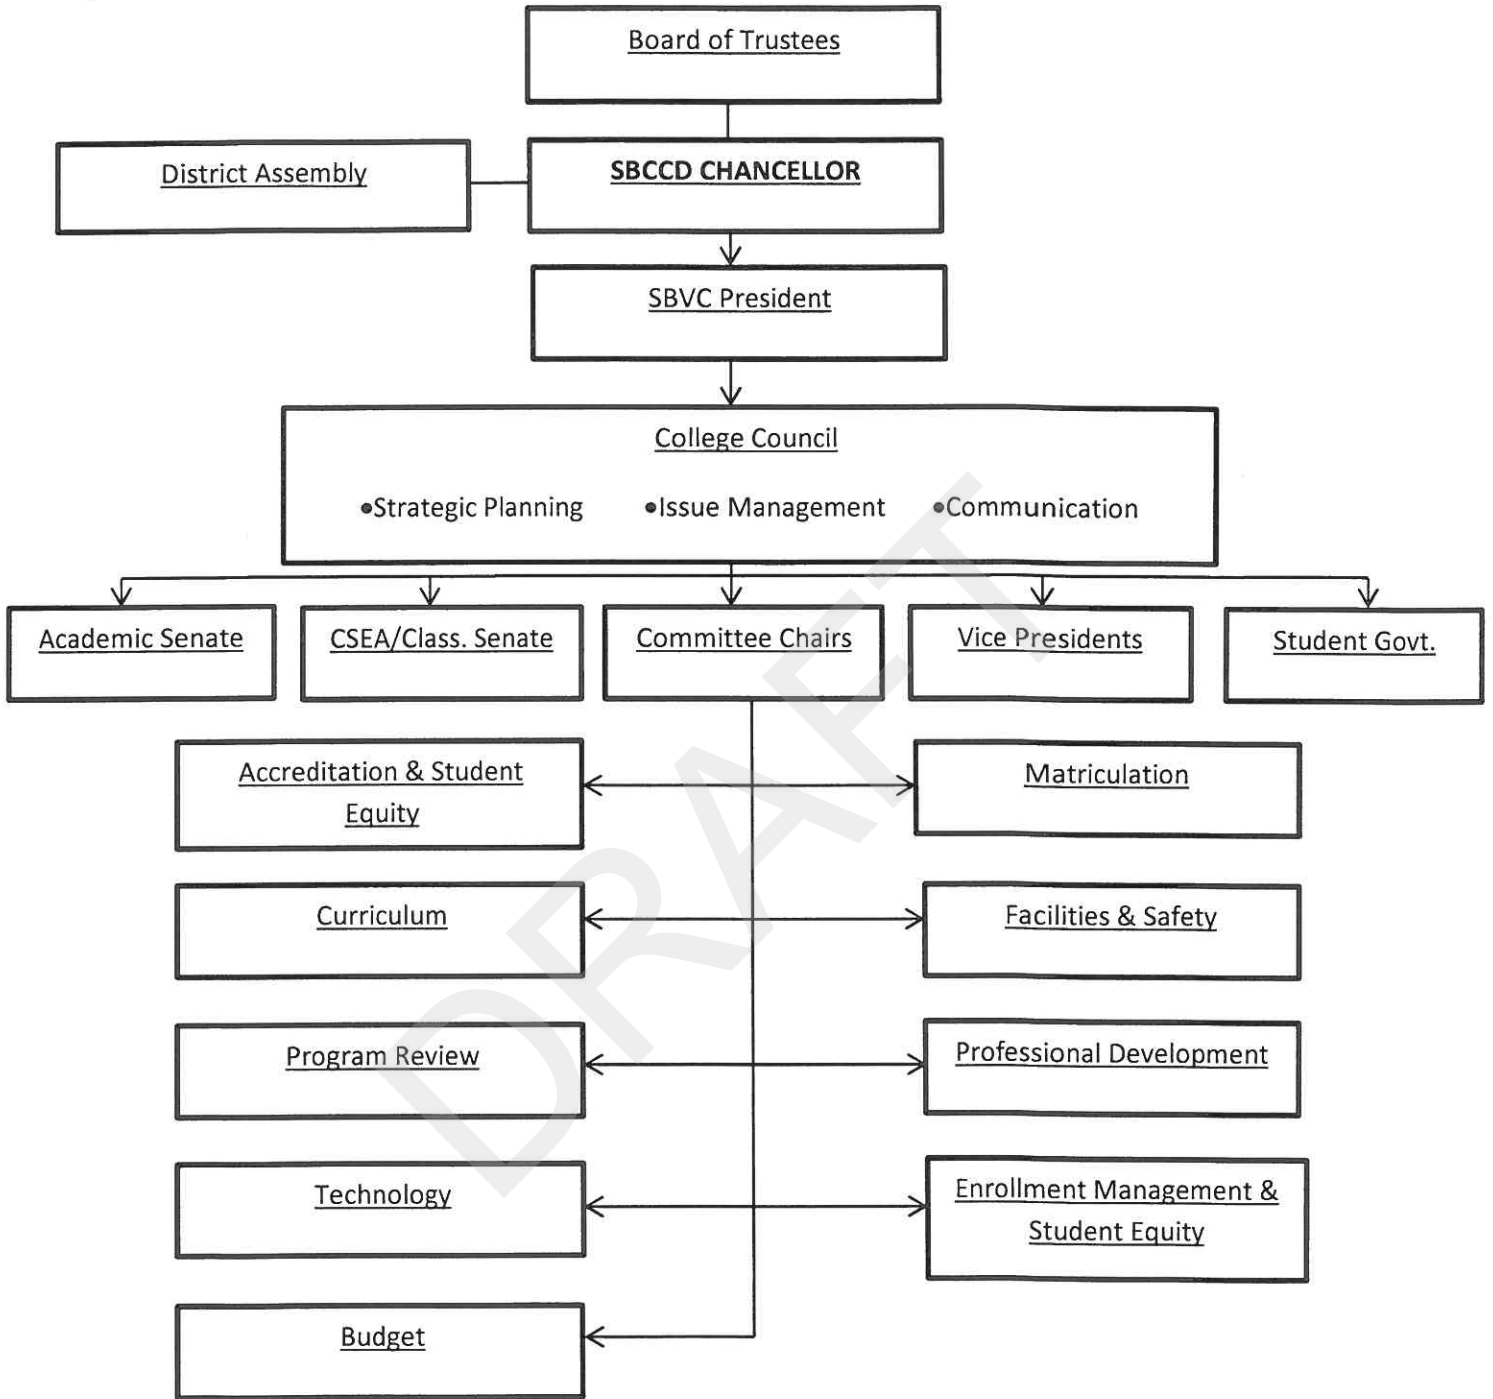 Board of Trustees
District Assembly
SBCCD CHANCELLOR
SBVC President
College Council
•Strategic Planning •Issue Management •Communication
Academic Senate
CSEA/Class. Senate
Committee Chairs
Vice Presidents
Student Govt.
Accreditation & Student
Equity
Matriculation
Curriculum
Facilities & Safety
Program Review
Professional Development
Technology
Enrollment Management &
Student Equity
Budget
DRAFT